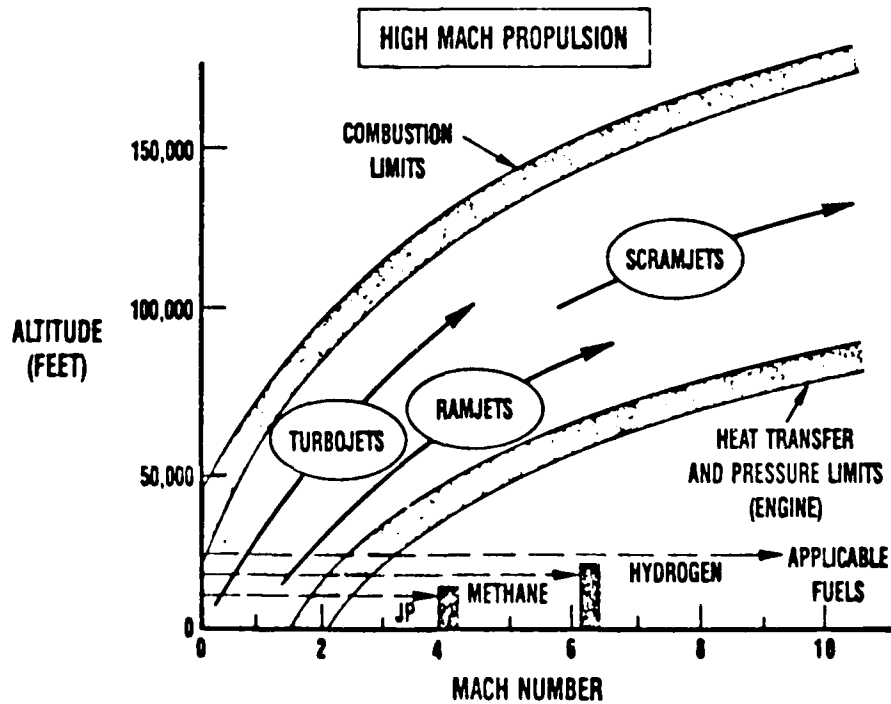 HIGH MACH PROPULSION
150,000
COMBUSTION
LIMITS
SCRAMJETS
100,000
ALTITUDE
(FEET)
RAMJETS
TURBOJETS
HEAT TRANSFER
AND PRESSURE LIMITS
(ENGINE)
50,000
HYDROGEN
APPLICABLE
FUELS
METHANE
JP
0
0 2 4 6 8 10
MACH NUMBER